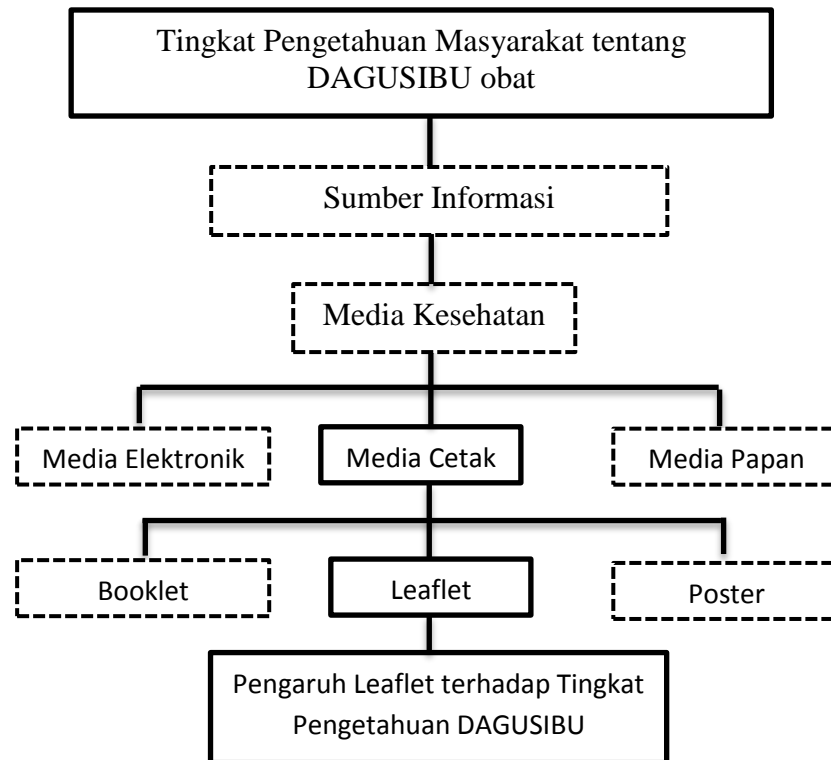 Tingkat Pengetahuan Masyarakat tentang
DAGUSIBU obat
Sumber Informasi
Media Kesehatan
Media Elektronik
Media Cetak
Media Papan
Booklet
Leaflet
Poster
Pengaruh Leaflet terhadap Tingkat
Pengetahuan DAGUSIBU